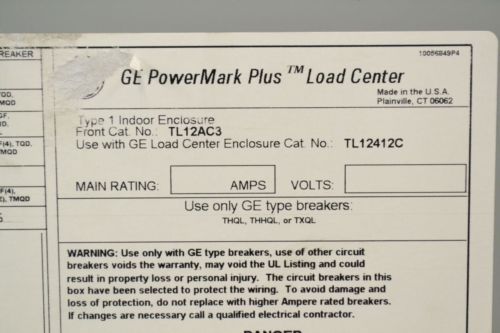 REAKER
10056849P4
GE PowerMark Plus™ Load Center
Made in the U.S.A.
Plainville, CT 06062
Type 1 Indoor Enclosure
Front Cat. No.: TL12AC3
Use with GE Load Center Enclosure Cat. No.: TL12412C
MAIN RATING: AMPS VOLTS:
Use only GE type breakers:
THQL, THHQL, or TXQL
WARNING: Use only with GE type breakers, use of other circuit
breakers voids the warranty, may void the UL Listing and could
result in property loss or personal injury. The circuit breakers in this
box have been selected to protect the wiring. To avoid damage and
loss of protection, do not replace with higher Ampere rated breakers.
If changes are necessary call a qualified electrical contractor.
DANGER